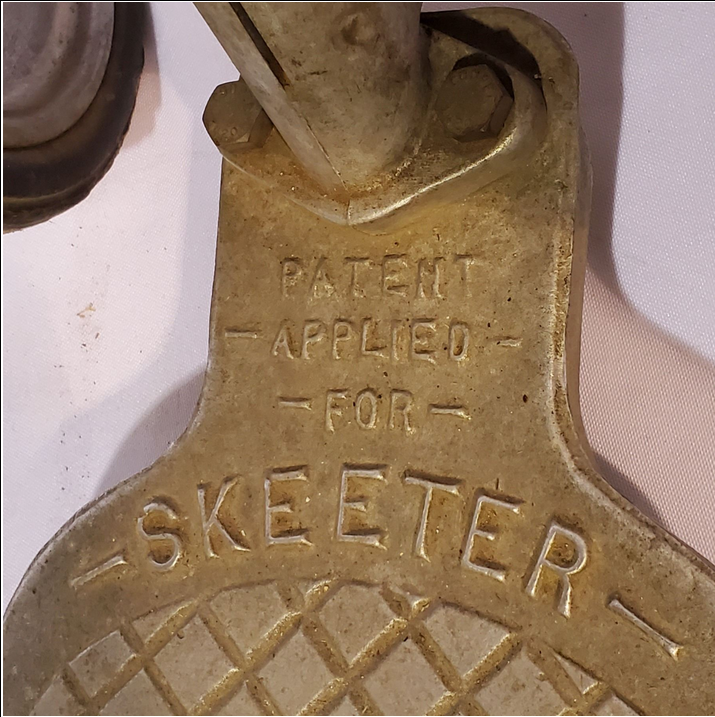 PATENT
- APPLIED -
- FOR -
- SKEETER -